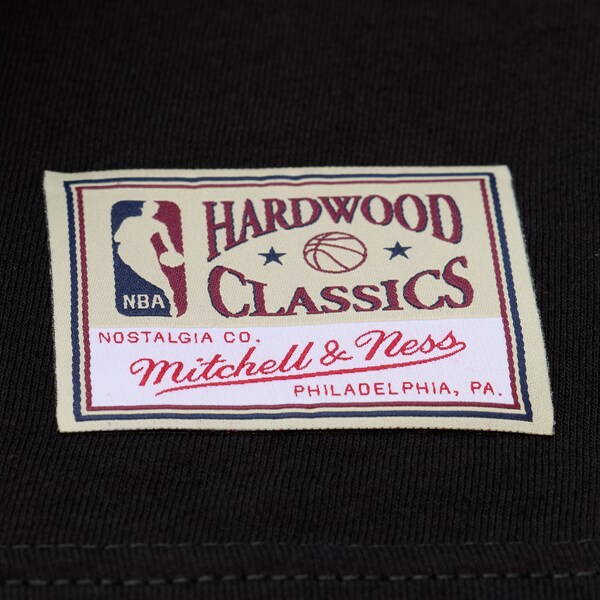 HARDWOOD
CLASSICS
NBA
NOSTALGIA CO.
Mitchell & Ness
PHILADELPHIA, PA.